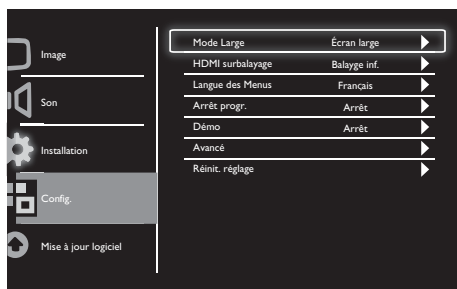 Image
Son
Installation
Config.
Mise à jour logiciel
Mode Large Écran large
HDMI surbalayage Balayge inf.
Langue des Menus Français
Arrêt progr. Arrêt
Démo Arrêt
Avancé
Réinit. réglage